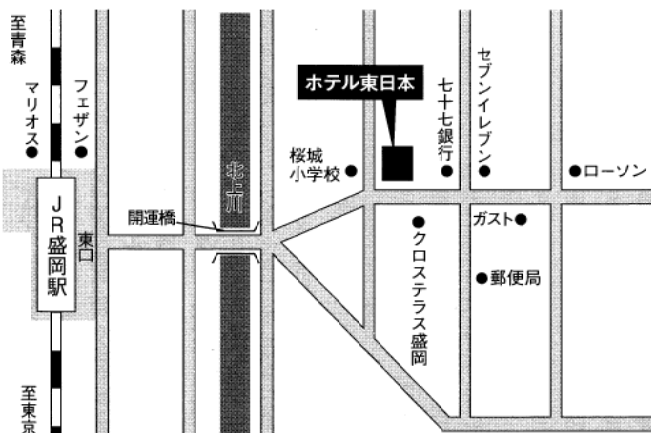 至青森
マリオス
フェザン
JR盛岡駅
東口
至東京
開運橋
北上川
桜城
小学校
ホテル東日本
七十七銀行
セブンイレブン
ローソン
クロステラス盛岡
ガスト
郵便局